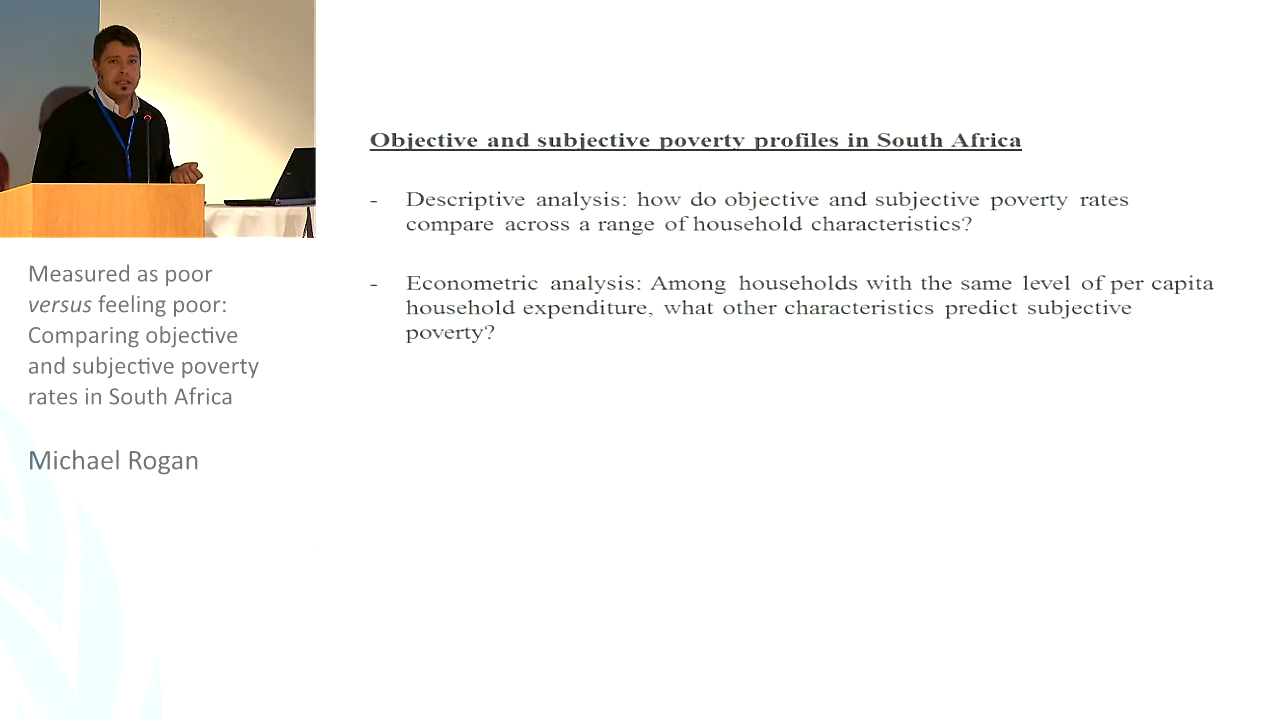 Objective and subjective poverty profiles in South Africa
- Descriptive analysis: how do objective and subjective poverty rates
compare across a range of household characteristics?
- Econometric analysis: Among households with the same level of per capita
household expenditure, what other characteristics predict subjective
poverty?
Measured as poor
versus feeling poor:
Comparing objective
and subjective poverty
rates in South Africa
Michael Rogan